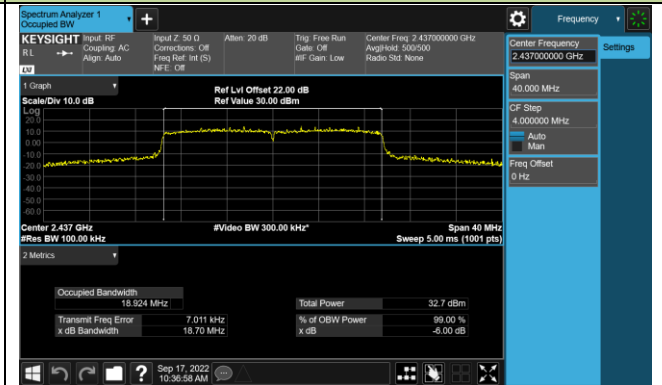 Spectrum Analyzer 1
Occupied BW
Frequency
KEYSIGHT Input: RF Input Z: 50 Ω Atten: 20 dB Trig: Free Run Center Freq: 2.437000000 GHz
RL Coupling: AC Corrections: Off Gate: Off Avg|Hold: 500/500
Align: Auto Freq Ref: Int (S) #IF Gain: Low Radio Std: None
LXI NFE: Off
Center Frequency
2.437000000 GHz
Settings
Span
40.000 MHz
CF Step
4.000000 MHz
Auto
Man
Freq Offset
0 Hz
1 Graph
Ref Lvl Offset 22.00 dB
Scale/Div 10.0 dB Ref Value 30.00 dBm
Log
20.0
10.0
0.00
-10.0
-20.0
-30.0
-40.0
-50.0
-60.0
Center 2.437 GHz #Video BW 300.00 kHz* Span 40 MHz
#Res BW 100.00 kHz Sweep 5.00 ms (1001 pts)
2 Metrics
Occupied Bandwidth
18.924 MHz Total Power 32.7 dBm
Transmit Freq Error 7.011 kHz % of OBW Power 99.00 %
x dB Bandwidth 18.70 MHz x dB -6.00 dB
?
Sep 17, 2022
10:36:58 AM